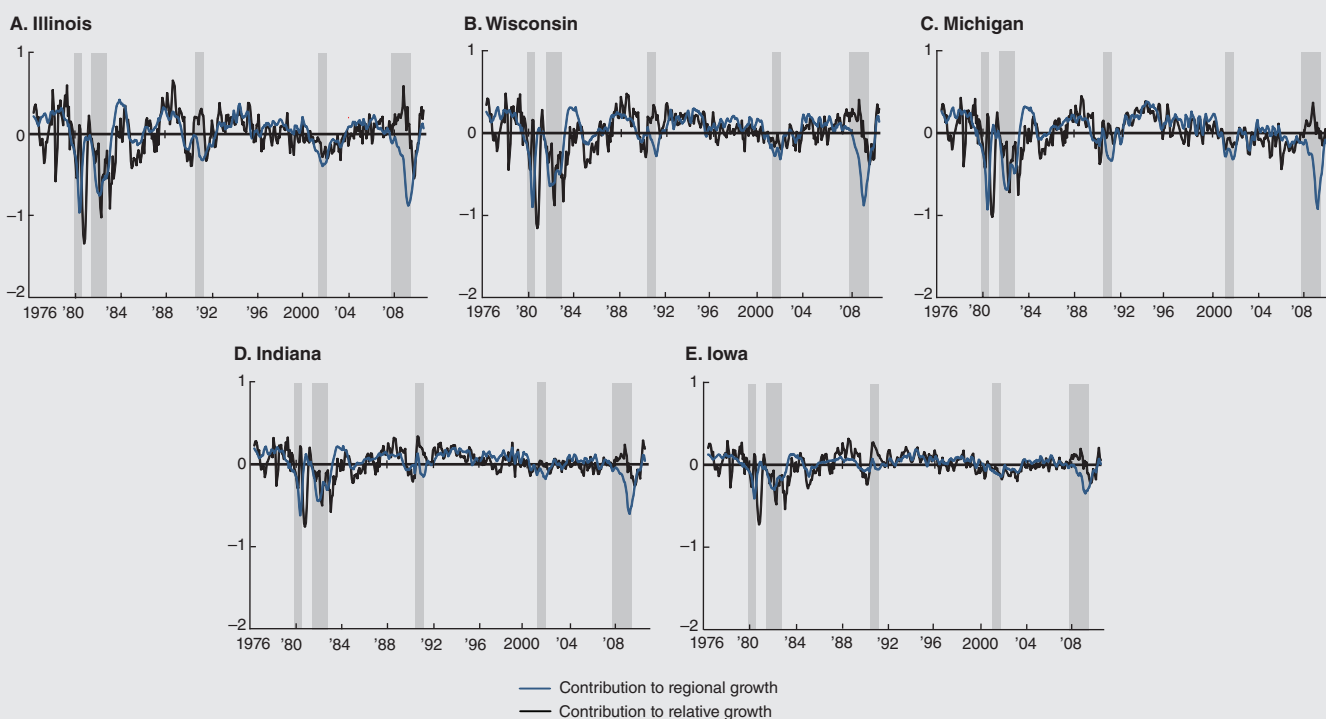 A. Illinois
1
0
−1
−2
1976 '80 '84 '88 '92 '96 2000 '04 '08
B. Wisconsin
1
0
−1
−2
1976 '80 '84 '88 '92 '96 2000 '04 '08
C. Michigan
1
0
−1
−2
1976 '80 '84 '88 '92 '96 2000 '04 '08
D. Indiana
1
0
−1
−2
1976 '80 '84 '88 '92 '96 2000 '04 '08
E. Iowa
1
0
−1
−2
1976 '80 '84 '88 '92 '96 2000 '04 '08
Contribution to regional growth
Contribution to relative growth